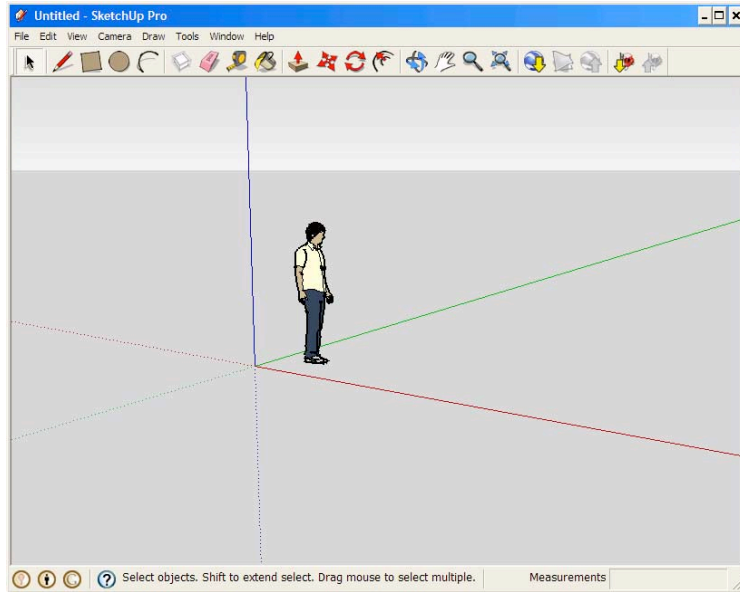 Untitled - SketchUp Pro
File Edit View Camera Draw Tools Window Help
Select objects. Shift to extend select. Drag mouse to select multiple. Measurements